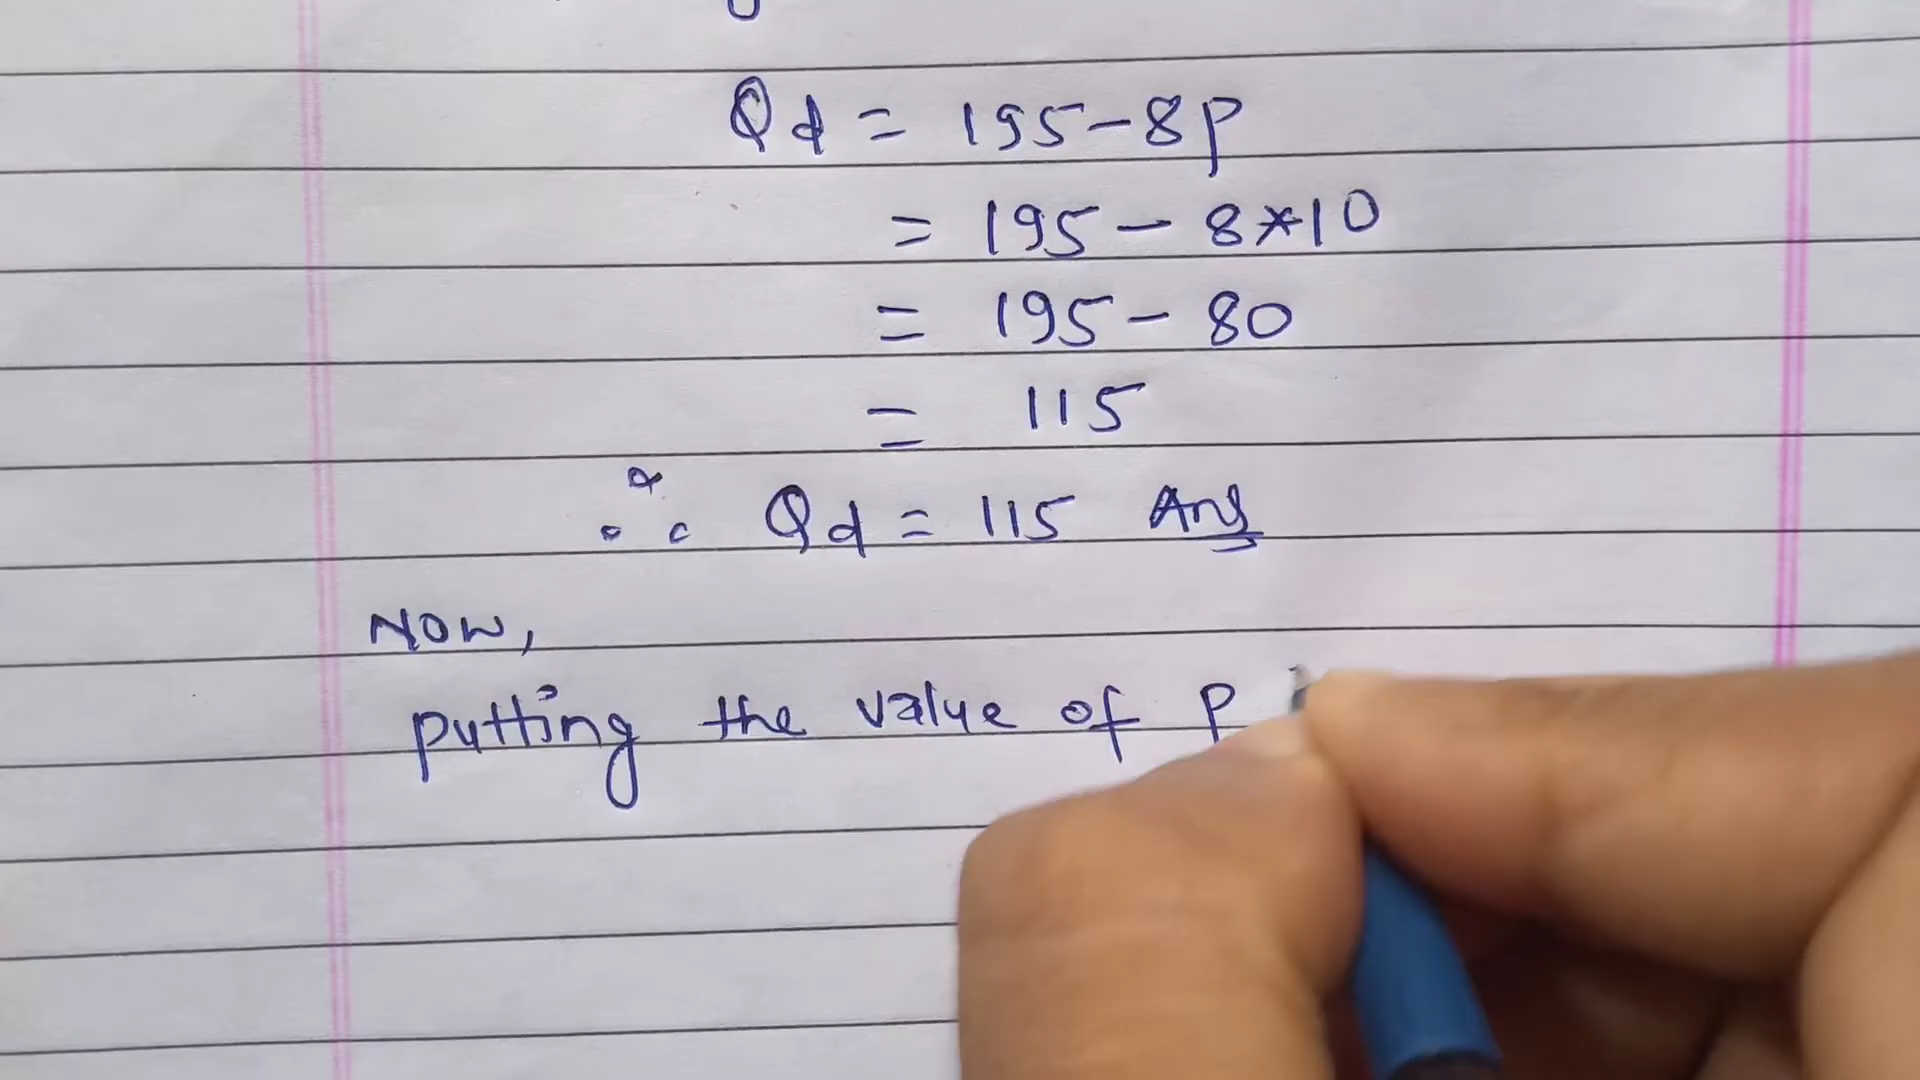 Qd = 195-8p
= 195 - 8*10
= 195 - 80
= 115
∴ Qd = 115 Ans
Now,
putting the value of P